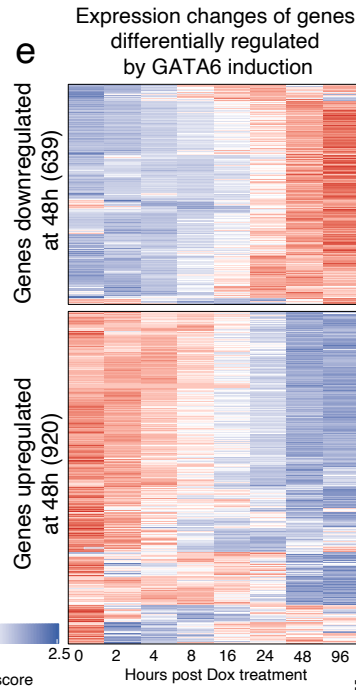 Expression changes of genes
differentially regulated
by GATA6 induction
e
Genes downregulated
at 48h (639)
Genes upregulated
at 48h (920)
2.5
score
0 2 4 8 16 24 48 96
Hours post Dox treatment